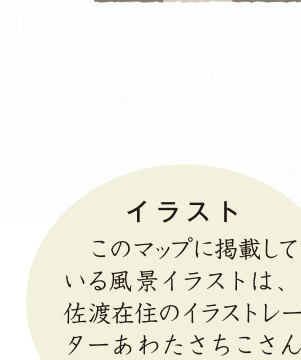 イラスト
このマップに掲載して
いる風景イラストは、
佐渡在住のイラストレー
ターあわたさちこさん